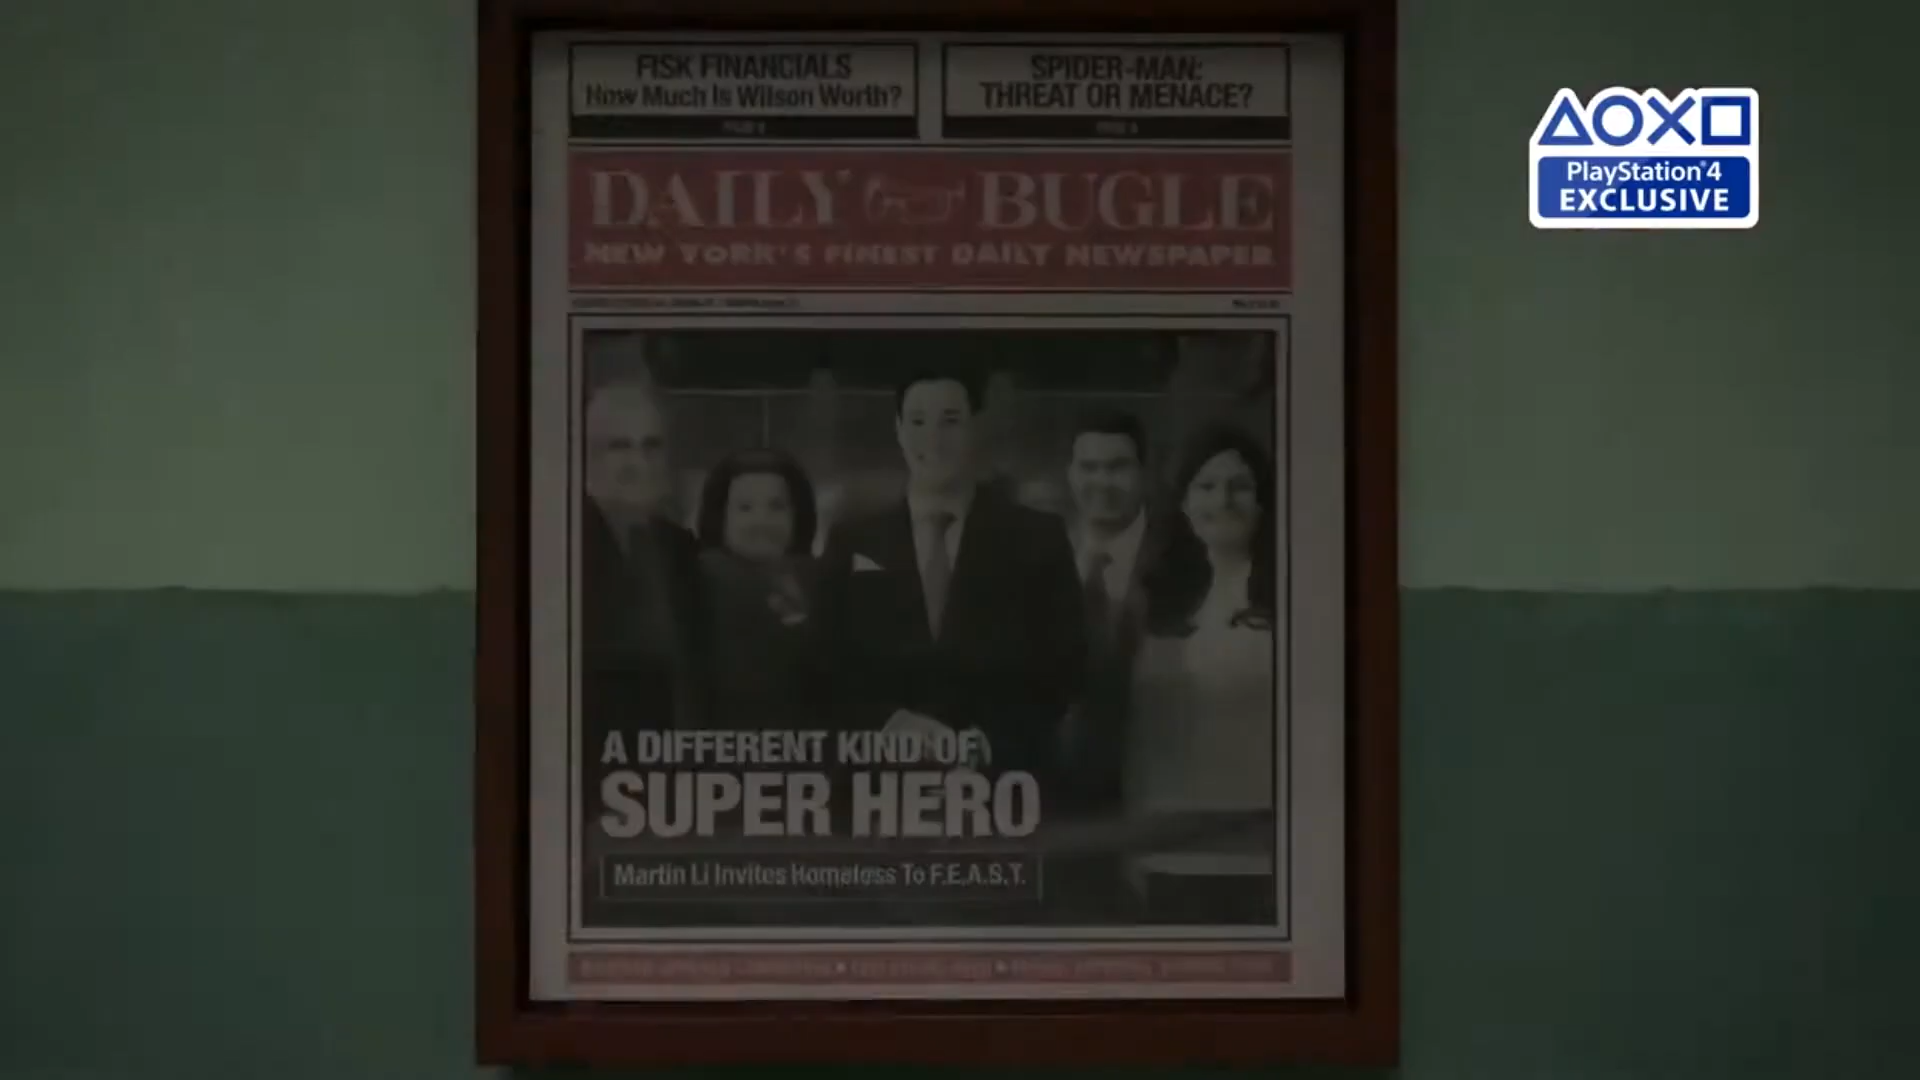 FISK FINANCIALS
How Much Is Wilson Worth?
SPIDER-MAN:
THREAT OR MENACE?
DAILY BUGLE
NEW YORK'S FINEST DAILY NEWSPAPER
A DIFFERENT KIND OF
SUPER HERO
Martin Li Invites Homeless To F.E.A.S.T.
PlayStation®4
EXCLUSIVE